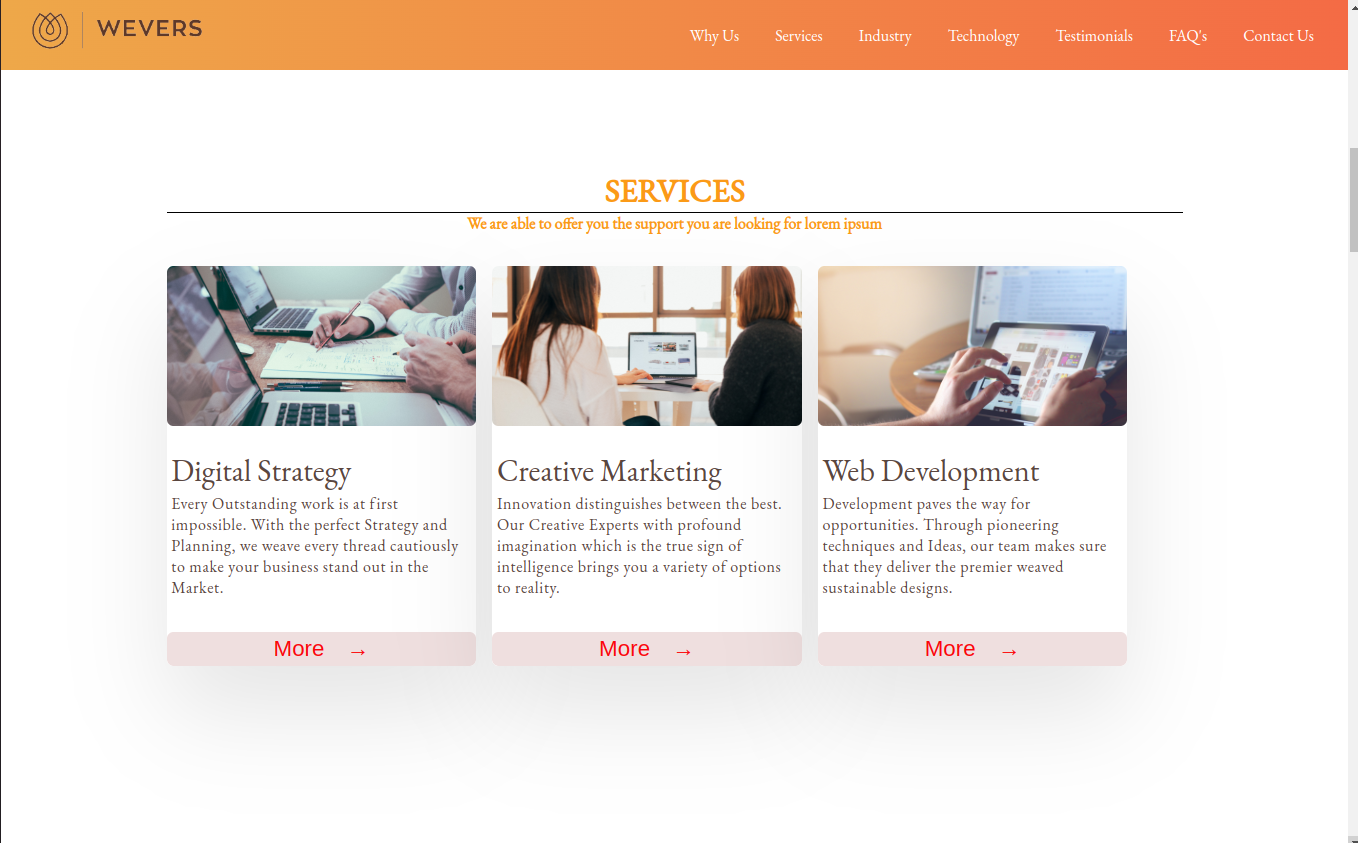 WEVERS
Why Us Services Industry Technology Testimonials FAQ's Contact Us
SERVICES
We are able to offer you the support you are looking for lorem ipsum
Digital Strategy
Every Outstanding work is at first
impossible. With the perfect Strategy and
Planning, we weave every thread cautiously
to make your business stand out in the
Market.
More →
Creative Marketing
Innovation distinguishes between the best.
Our Creative Experts with profound
imagination which is the true sign of
intelligence brings you a variety of options
to reality.
More →
Web Development
Development paves the way for
opportunities. Through pioneering
techniques and Ideas, our team makes sure
that they deliver the premier weaved
sustainable designs.
More →